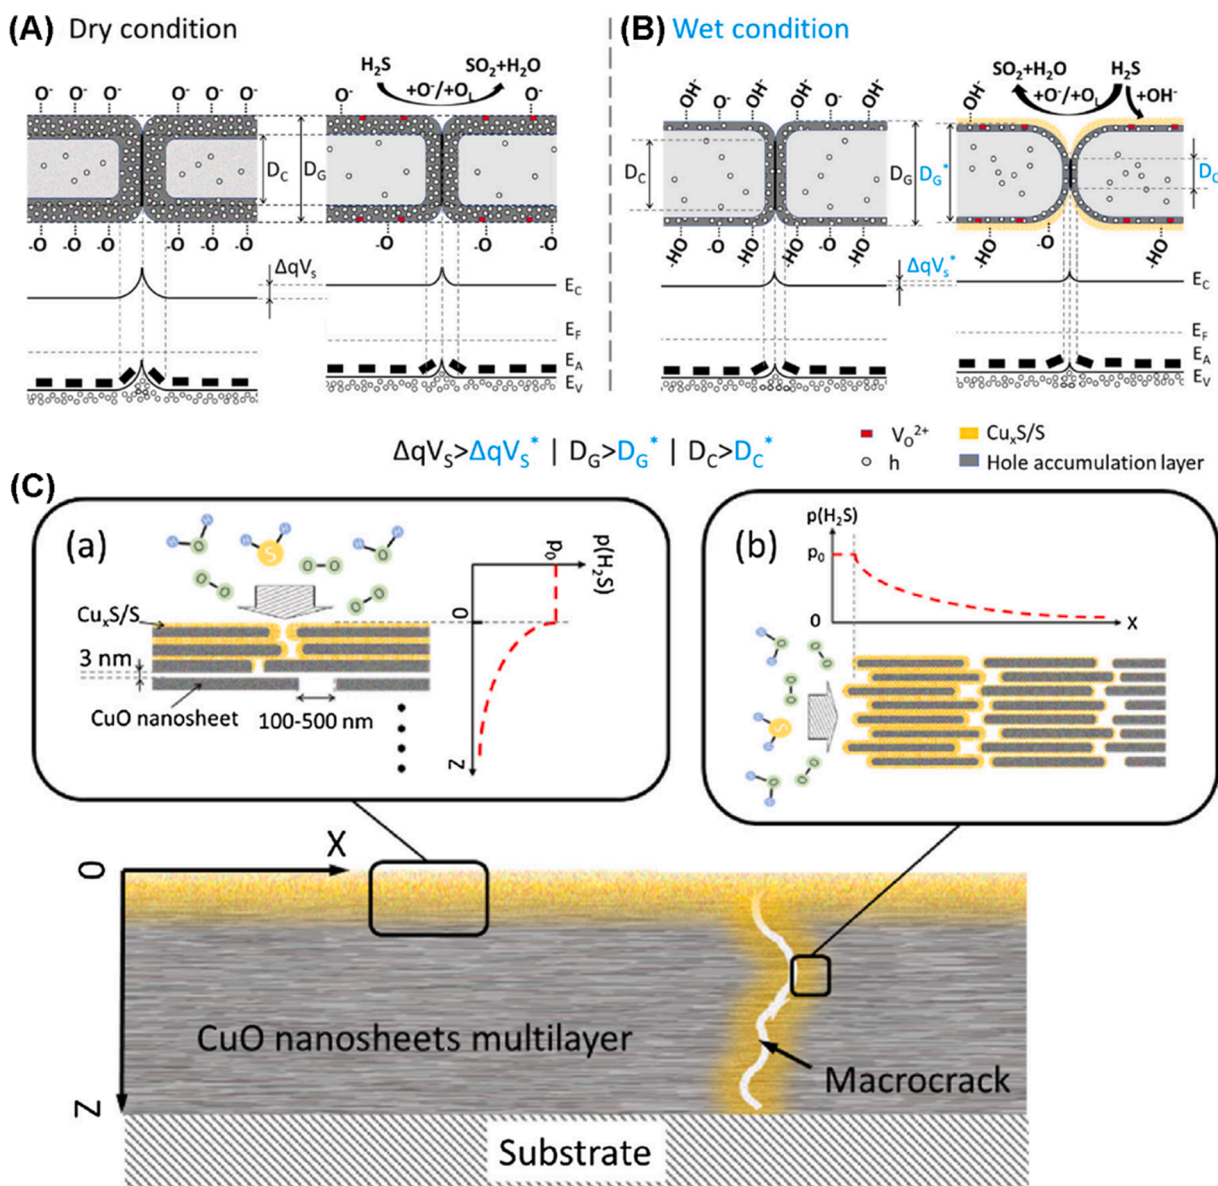 (A) Dry condition
O⁻ O⁻ O⁻ O⁻ O⁻
H₂S SO₂+H₂O
+O⁻/+O_L
O⁻ O⁻
D_C D_G
-O -O -O -O -O
-O -O
ΔqV_S
E_C
E_F
E_A
E_V
(B) Wet condition
OH⁻ O⁻ OH⁻ O⁻ OH⁻
SO₂+H₂O H₂S
+O⁻/+O_L +OH⁻
OH⁻
D_C D_G D_G* D_C
-HO -O -HO -HO -O -HO
-HO -O -HO
ΔqV_S*
E_C
E_F
E_A
E_V
ΔqV_S>ΔqV_S* | D_G>D_G* | D_C>D_C*
V_O²⁺ Cu_xS/S
h Hole accumulation layer
(C)
(a)
H O H H S H O O H O H
O O O O
Cu_xS/S
3 nm
CuO nanosheet
100-500 nm
p₀
p(H₂S)
0
Z
(b)
p(H₂S)
p₀
0
X
O O
S
O O
0
X
Z
CuO nanosheets multilayer
Macrocrack
Substrate